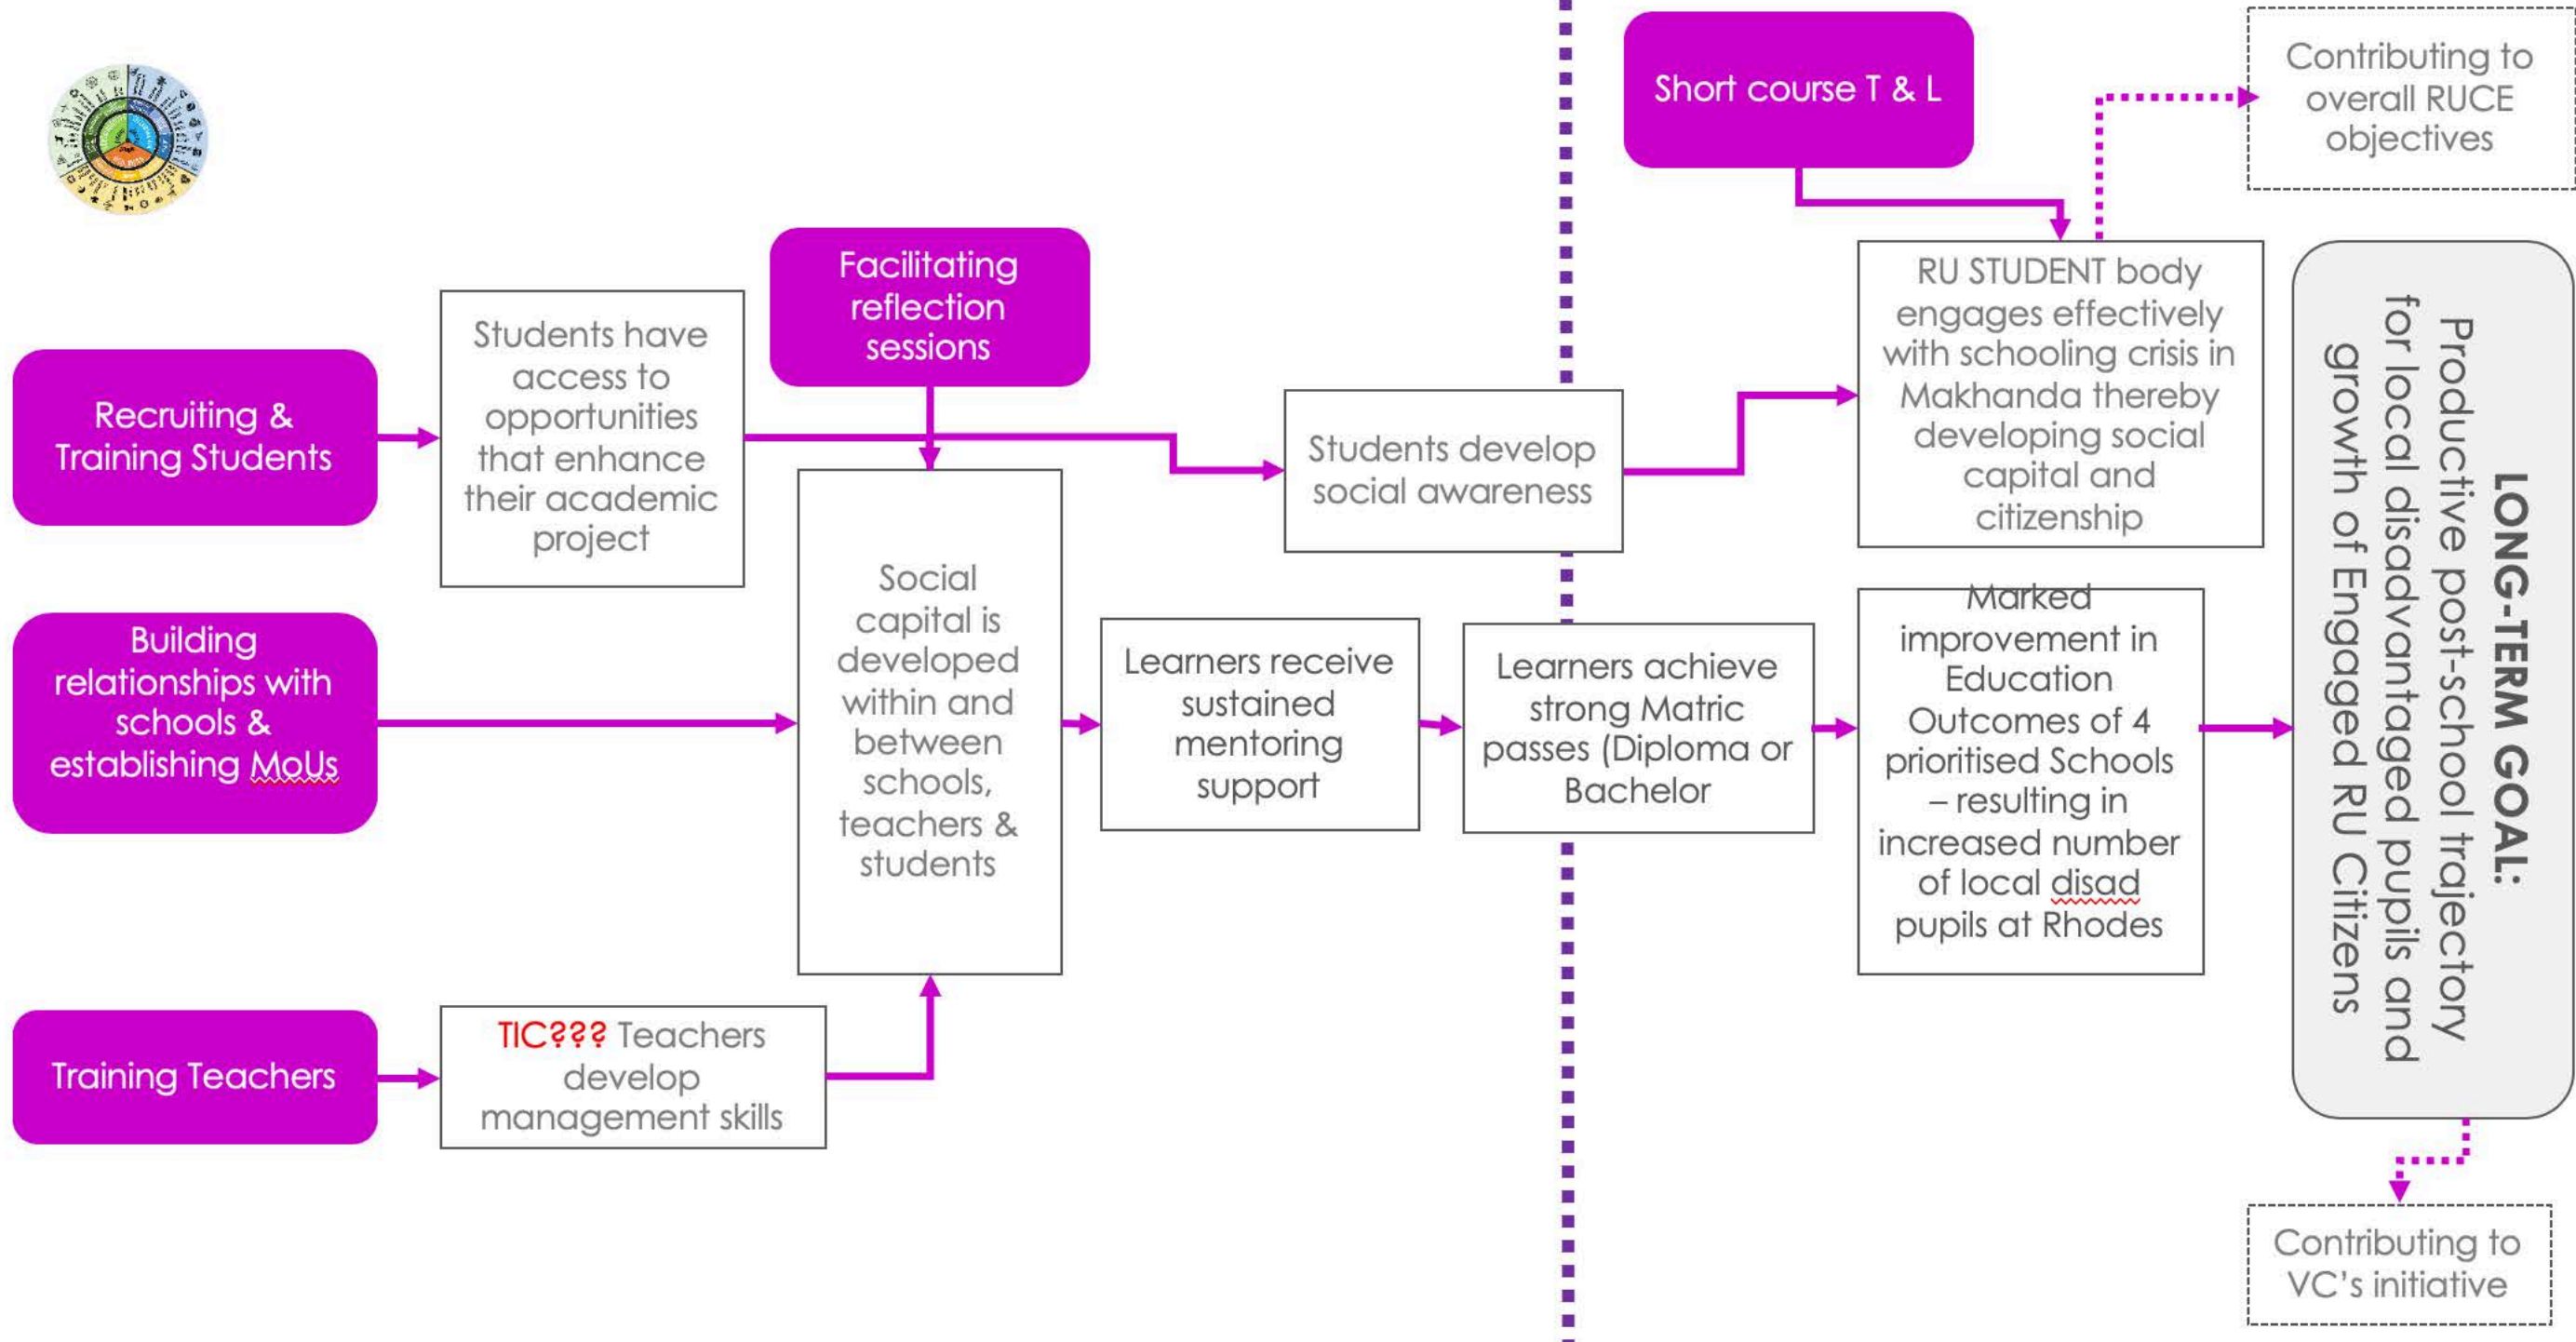 Short course T & L
Contributing to
overall RUCE
objectives
Facilitating
reflection
sessions
Recruiting &
Training Students
Students have
access to
opportunities
that enhance
their academic
project
Students develop
social awareness
RU STUDENT body
engages effectively
with schooling crisis in
Makhanda thereby
developing social
capital and
citizenship
Building
relationships with
schools &
establishing MoUs
Social
capital is
developed
within and
between
schools,
teachers &
students
Learners receive
sustained
mentoring
support
Learners achieve
strong Matric
passes (Diploma or
Bachelor
Marked
improvement in
Education
Outcomes of 4
prioritised Schools
– resulting in
increased number
of local disad
pupils at Rhodes
LONG-TERM GOAL:
Productive post-school trajectory
for local disadvantaged pupils and
growth of Engaged RU Citizens
Training Teachers
TIC??? Teachers
develop
management skills
Contributing to
VC's initiative